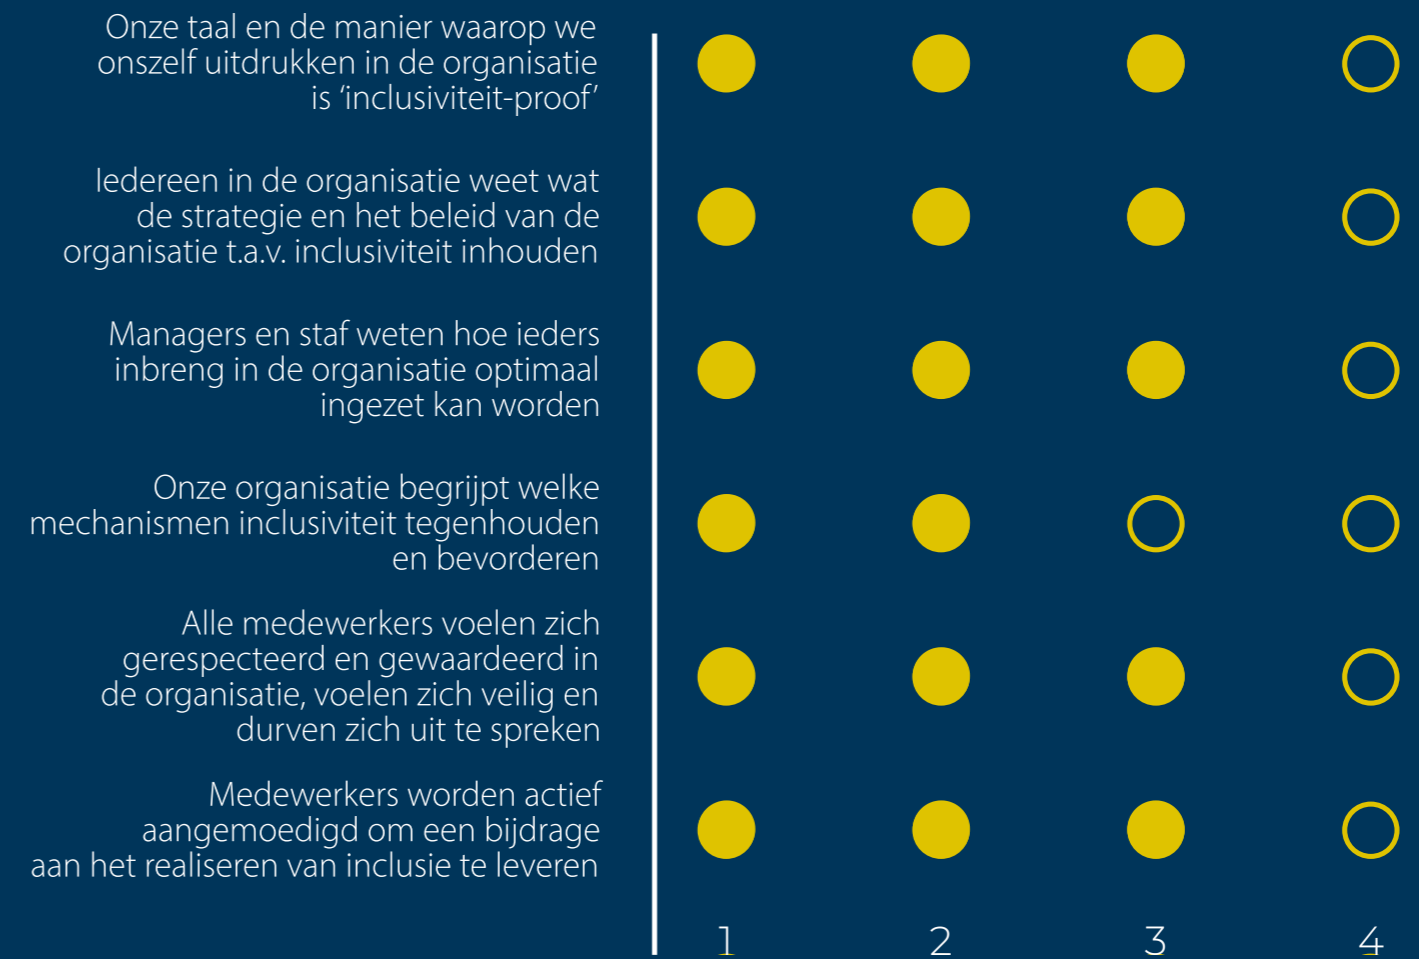 Onze taal en de manier waarop we
onszelf uitdrukken in de organisatie
is ‘inclusiviteit-proof’
Iedereen in de organisatie weet wat
de strategie en het beleid van de
organisatie t.a.v. inclusiviteit inhouden
Managers en staf weten hoe ieders
inbreng in de organisatie optimaal
ingezet kan worden
Onze organisatie begrijpt welke
mechanismen inclusiviteit tegenhouden
en bevorderen
Alle medewerkers voelen zich
gerespecteerd en gewaardeerd in
de organisatie, voelen zich veilig en
durven zich uit te spreken
Medewerkers worden actief
aangemoedigd om een bijdrage
aan het realiseren van inclusie te leveren
1 2 3 4